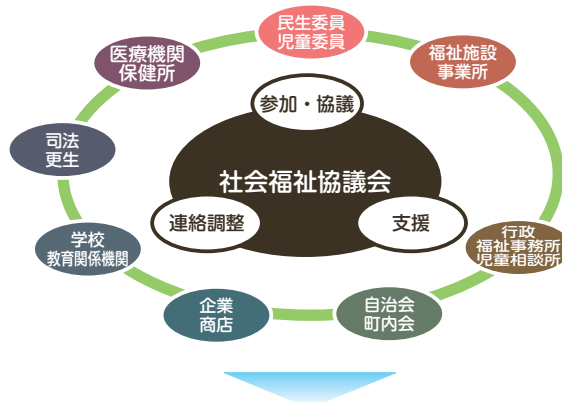 民生委員
児童委員
医療機関
保健所
福祉施設
事業所
参加・協議
司法
更生
社会福祉協議会
連絡調整
支援
学校
教育関係機関
行政
福祉事務所
児童相談所
企業
商店
自治会
町内会